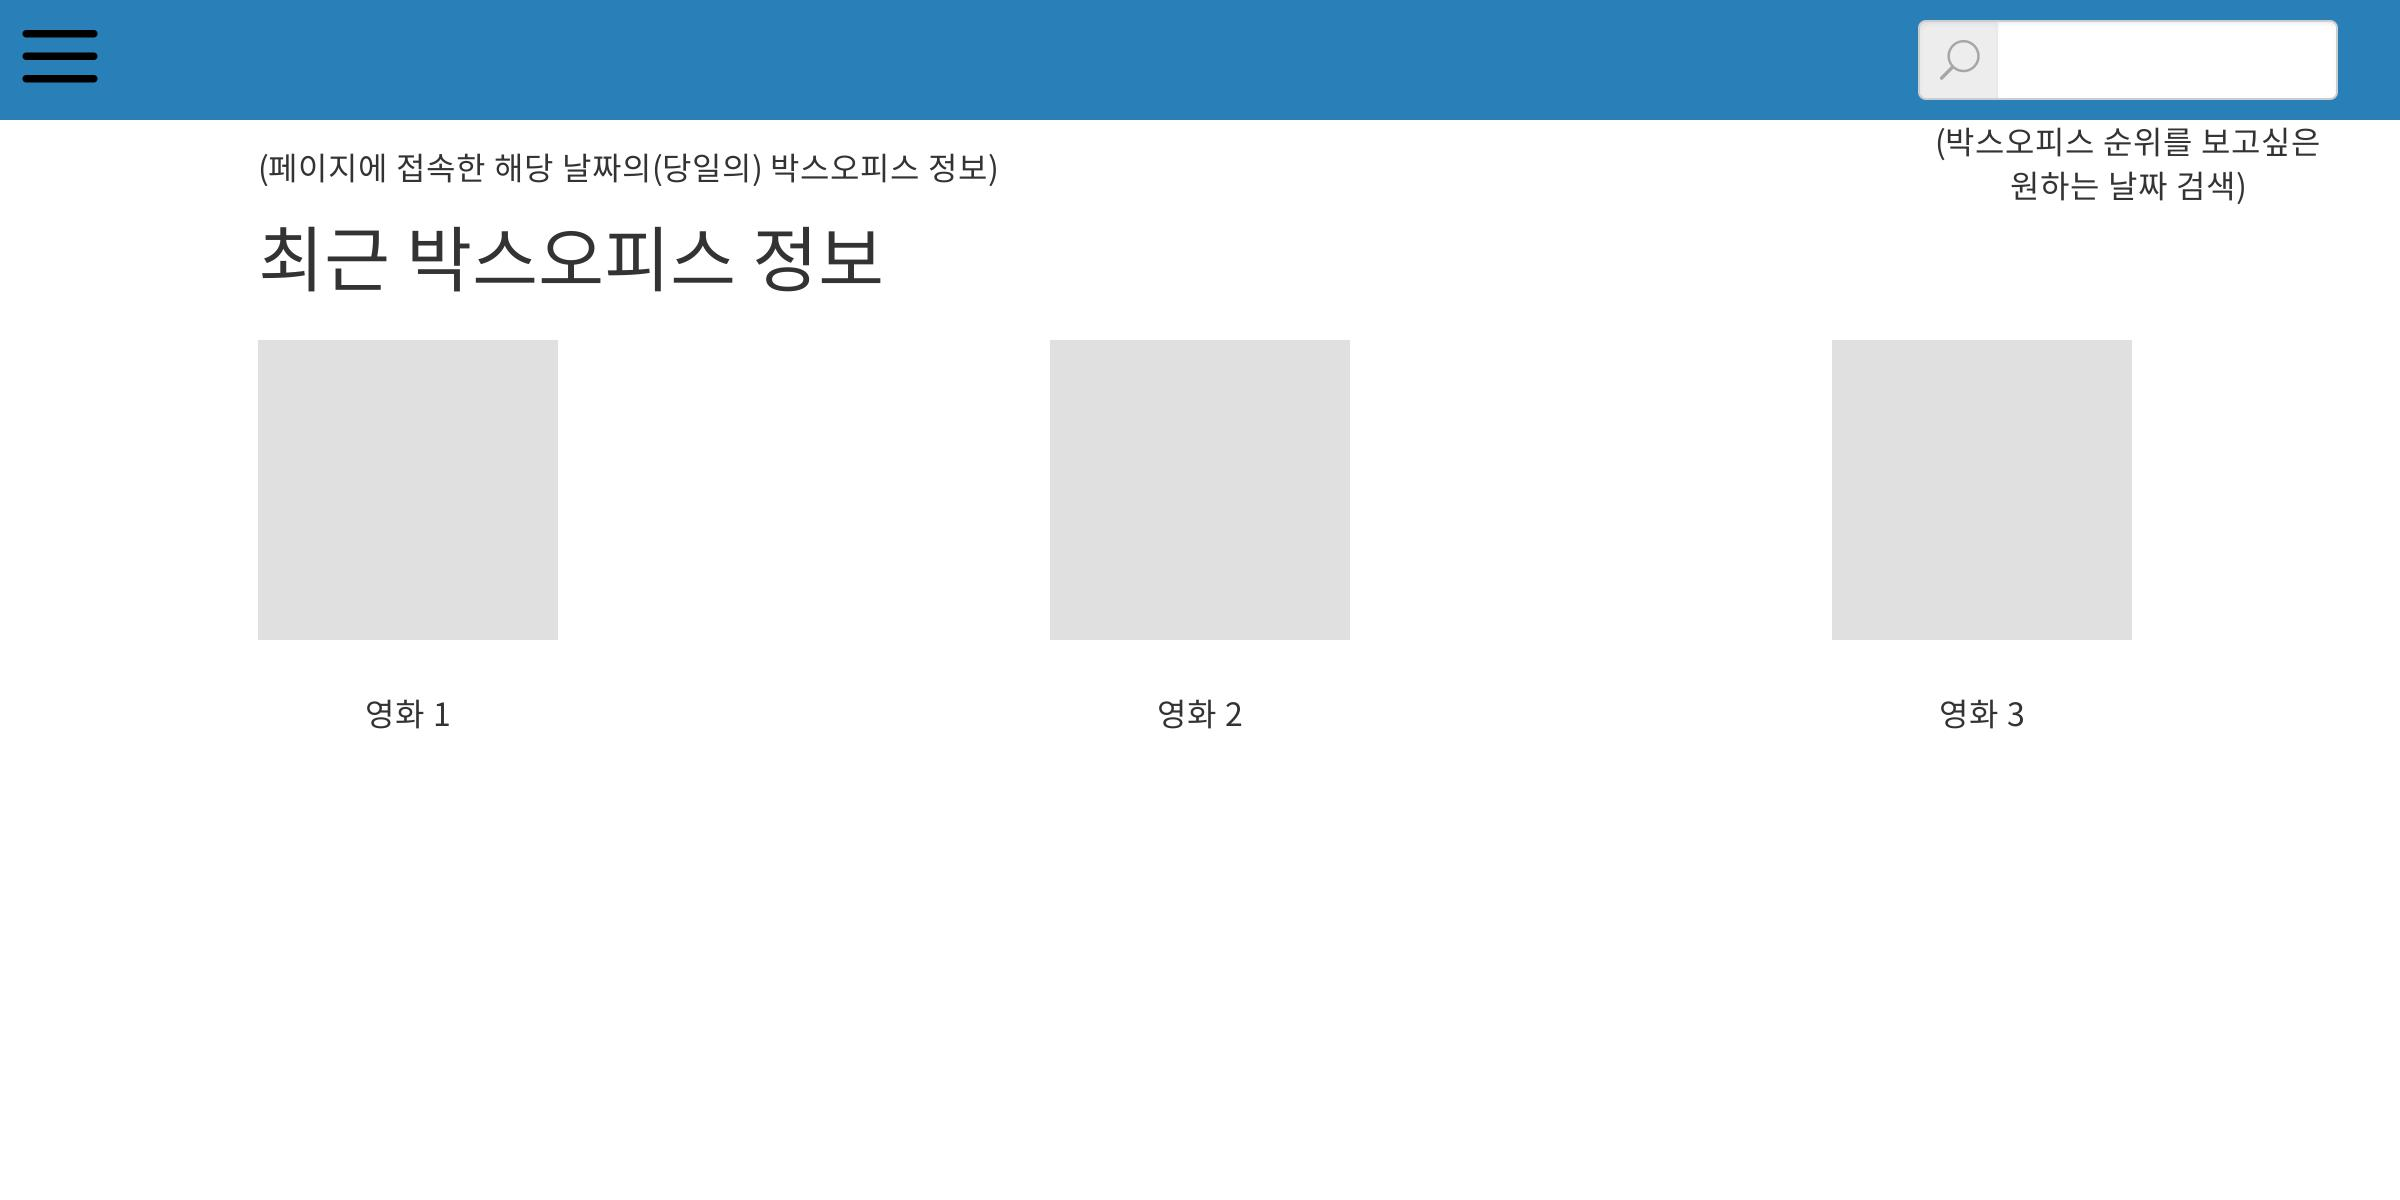 (박스오피스 순위를 보고싶은
원하는 날짜 검색)
(페이지에 접속한 해당 날짜의(당일의) 박스오피스 정보)
최근 박스오피스 정보
영화 1
영화 2
영화 3